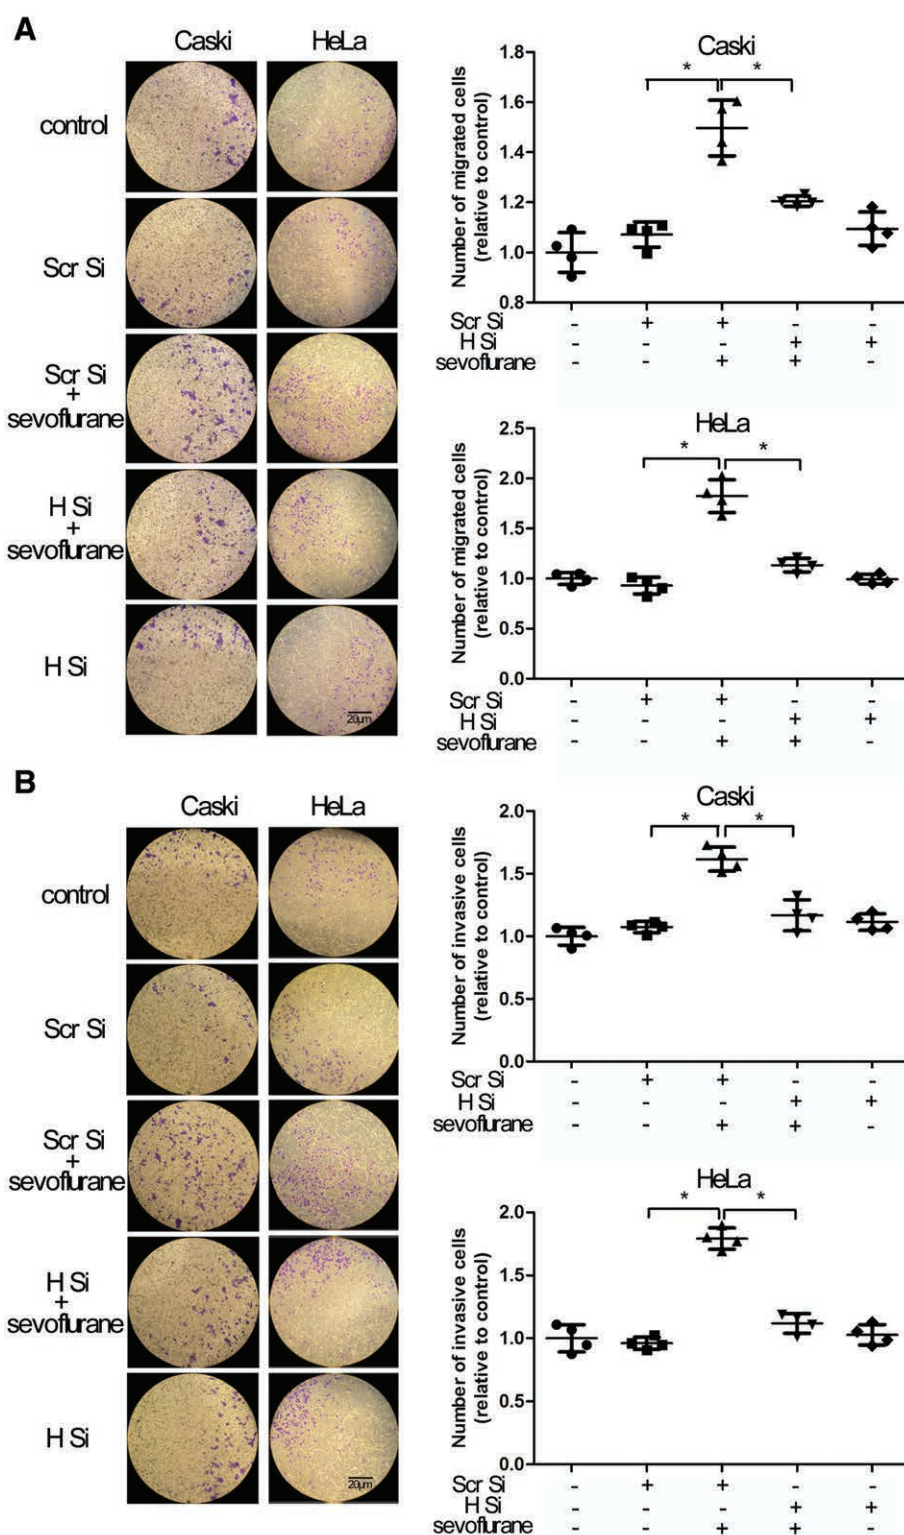 A
Caski HeLa
control
Scr Si
Scr Si
+
sevoflurane
H Si
+
sevoflurane
H Si
20μm
Caski
Number of migrated cells
(relative to control)
1.8
1.6
1.4
1.2
1.0
0.8
* *
Scr Si - + + - -
H Si - - - + +
sevoflurane - - + + -
HeLa
Number of migrated cells
(relative to control)
2.5
2.0
1.5
1.0
0.5
0.0
* *
Scr Si - + + - -
H Si - - - + +
sevoflurane - - + + -
B
Caski HeLa
control
Scr Si
Scr Si
+
sevoflurane
H Si
+
sevoflurane
H Si
20μm
Caski
Number of invasive cells
(relative to control)
2.0
1.5
1.0
0.5
0.0
* *
Scr Si - + + - -
H Si - - - + +
sevoflurane - - + + -
HeLa
Number of invasive cells
(relative to control)
2.0
1.5
1.0
0.5
0.0
* *
Scr Si - + + - -
H Si - - - + +
sevoflurane - - + + -